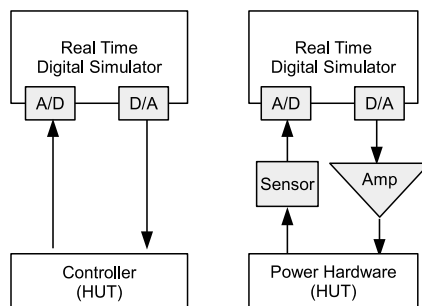 Real Time
Digital Simulator
A/D
D/A
Controller
(HUT)
Real Time
Digital Simulator
A/D
D/A
Sensor
Amp
Power Hardware
(HUT)